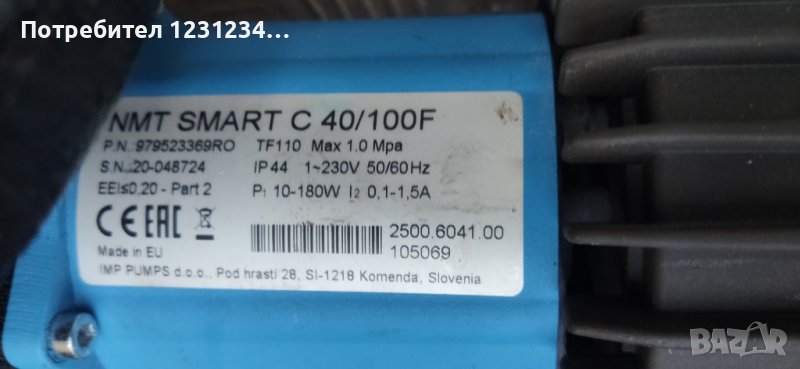 Потребител 1231234...
NMT SMART C 40/100F
P.N.:979523369RO TF110 Max 1.0 Mpa
S.N.:20-048724 IP44 1~230V 50/60Hz
EEI≤0,20 - Part 2 P₁ 10-180W I₂ 0,1-1,5A
CE EAC
Made in EU
2500.6041.00
105069
IMP PUMPS d.o.o., Pod hrasti 28, SI-1218 Komenda, Slovenia
BAZAR